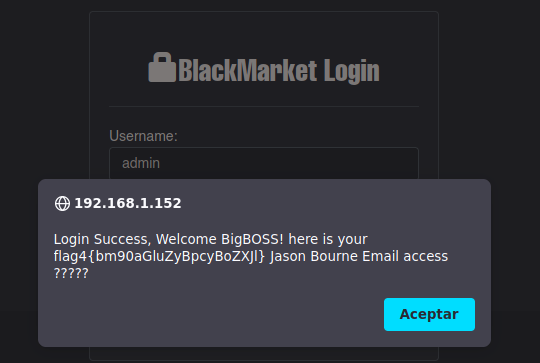 BlackMarket Login
Username:
admin
192.168.1.152
Login Success, Welcome BigBOSS! here is your
flag4{bm90aGluZyBpcyBoZXJl} Jason Bourne Email access
?????
Aceptar